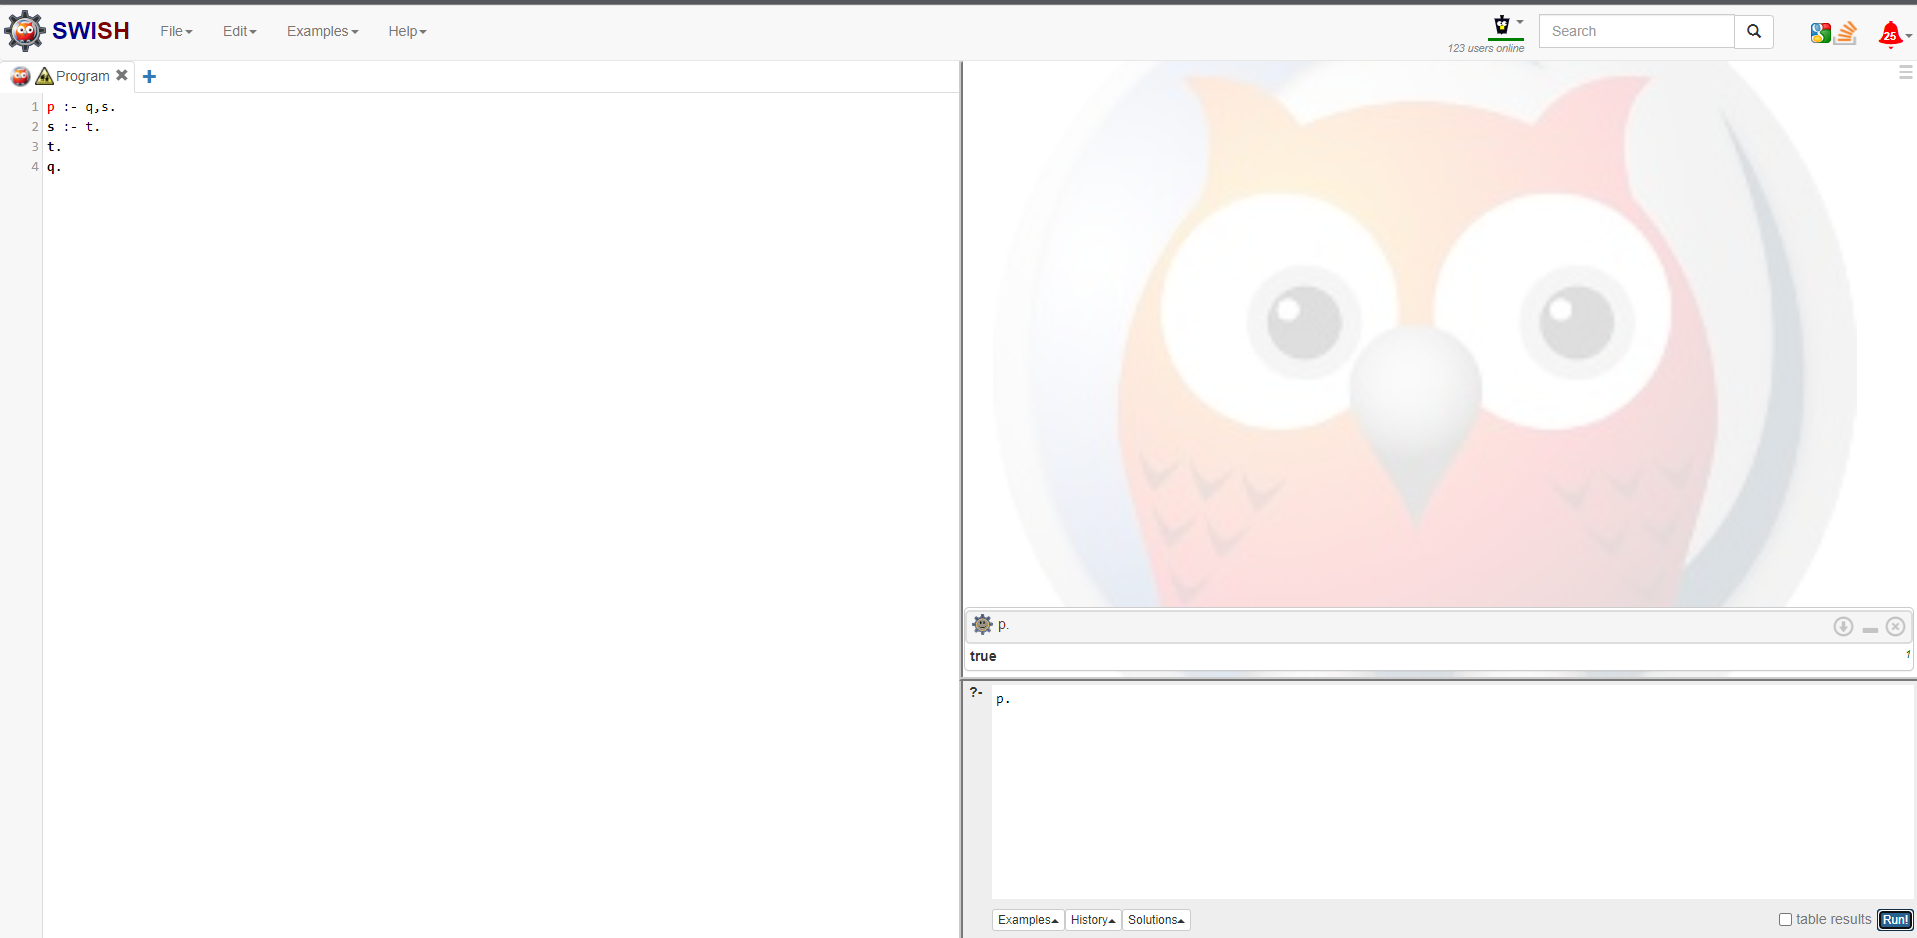 SWISH File Edit Examples Help 123 users online Search 25
Program
1 p :- q,s.
2 s :- t.
3 t.
4 q.
p.
true 1
?- p.
Examples History Solutions table results Run!